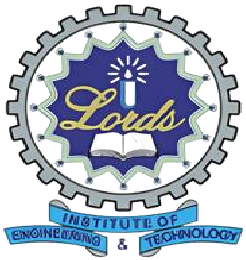 Lords
INSTITUTE OF
ENGINEERING & TECHNOLOGY